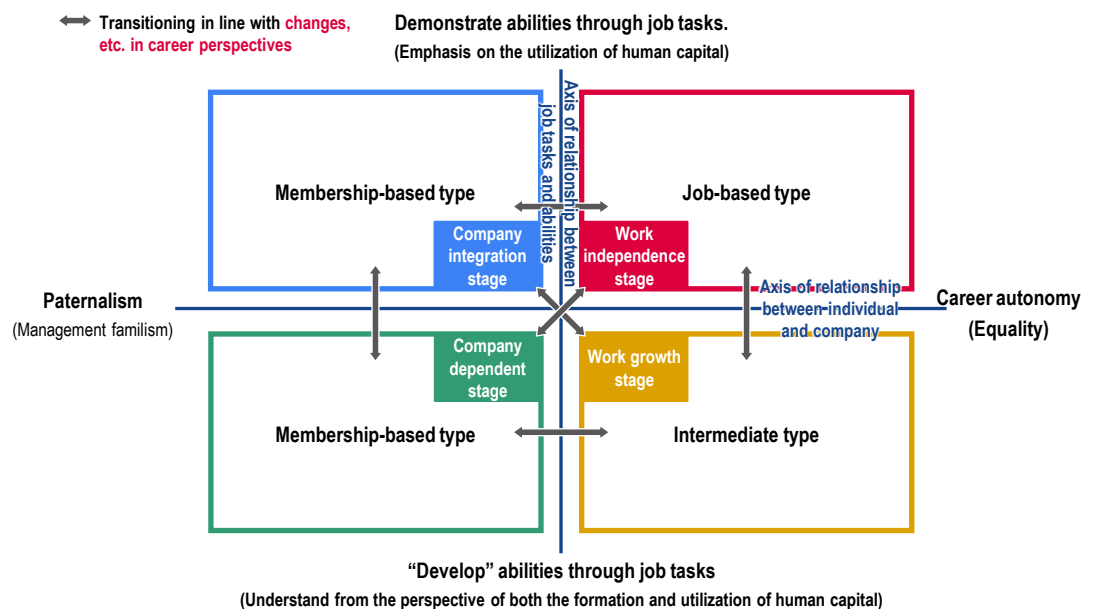 Transitioning in line with changes,
etc. in career perspectives
Demonstrate abilities through job tasks.
(Emphasis on the utilization of human capital)
Axis of relationship between
job tasks and abilities
Membership-based type
Job-based type
Company
integration
stage
Work
independence
stage
Paternalism
(Management familism)
Axis of relationship
between individual
and company
Career autonomy
(Equality)
Company
dependent
stage
Work growth
stage
Membership-based type
Intermediate type
“Develop” abilities through job tasks
(Understand from the perspective of both the formation and utilization of human capital)